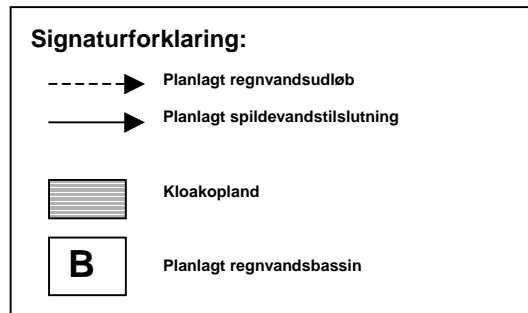 Signaturforklaring:
Planlagt regnvandsudløb
Planlagt spildevandstilslutning
Kloakopland
B
Planlagt regnvandsbassin